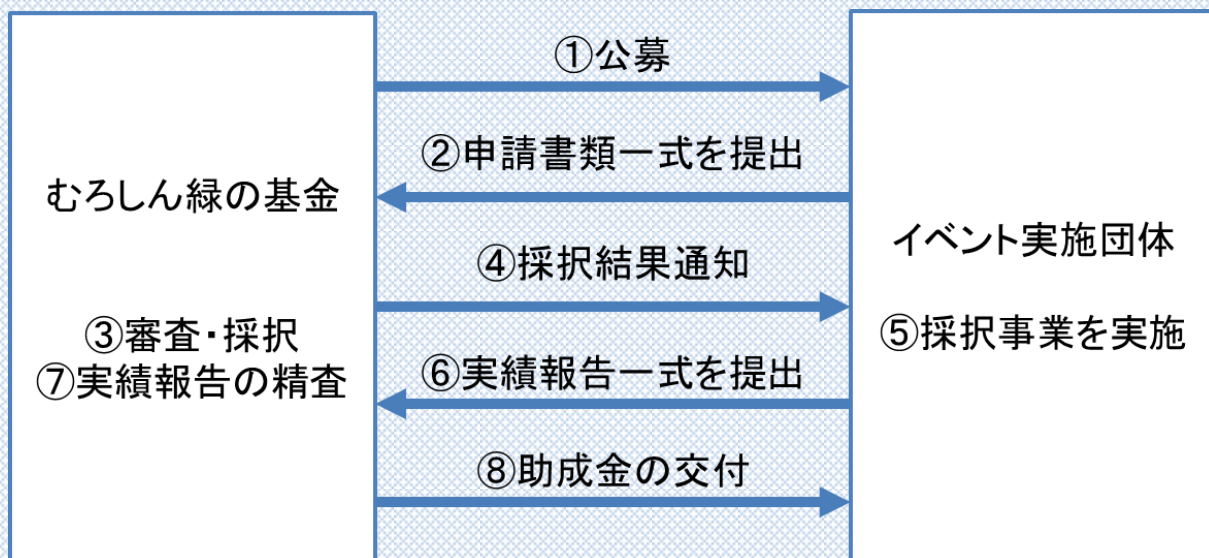 むろしん緑の基金
③審査・採択
⑦実績報告の精査
①公募
②申請書類一式を提出
④採択結果通知
⑥実績報告一式を提出
⑧助成金の交付
イベント実施団体
⑤採択事業を実施